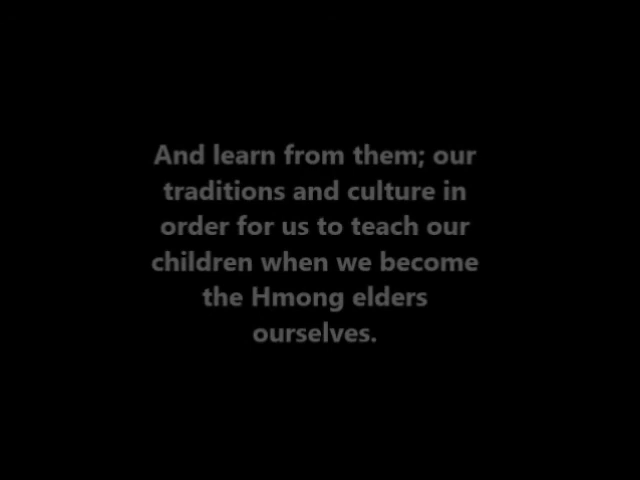 And learn from them; our
traditions and culture in
order for us to teach our
children when we become
the Hmong elders
ourselves.